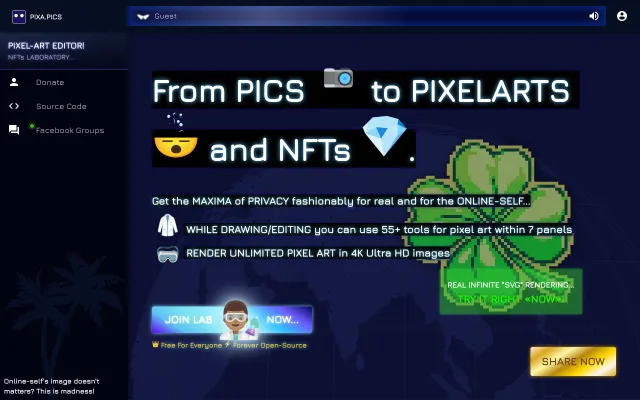 PIXA.PICS
Guest
PIXEL-ART EDITOR!
NFTs LABORATORY...
Donate
Source Code
Facebook Groups
From PICS to PIXELARTS
and NFTs .
Get the MAXIMA of PRIVACY fashionably for real and for the ONLINE-SELF...
WHILE DRAWING/EDITING you can use 55+ tools for pixel art within 7 panels
RENDER UNLIMITED PIXEL ART in 4K Ultra HD images
REAL INFINITE "SVG" RENDERING...
TRY IT RIGHT «NOW»!
JOIN LAB NOW...
Free For Everyone Forever Open-Source
SHARE NOW
Online-self's image doesn't
matters? This is madness!